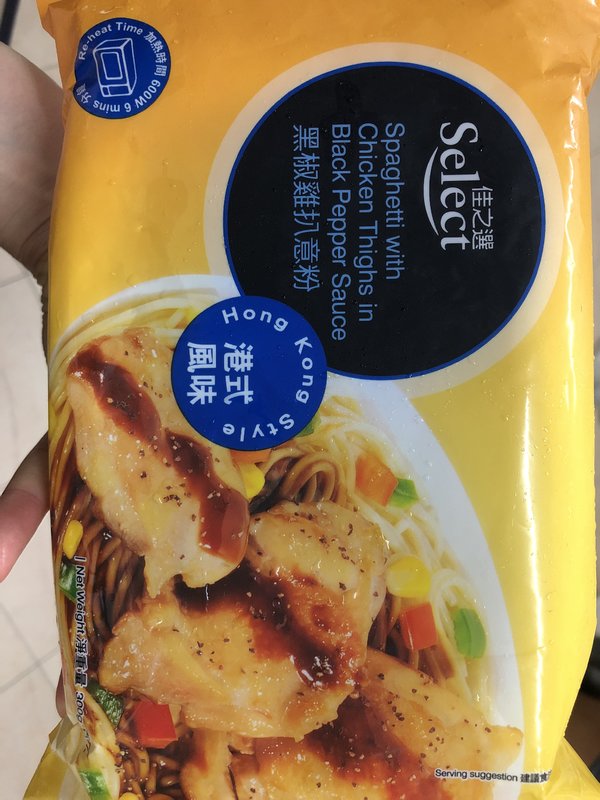 Re-heat Time 加熱時間
600W 6 mins 分鐘
佳之選
Select
Spaghetti with
Chicken Thighs in
Black Pepper Sauce
黑椒雞扒意粉
Hong Kong Style
港式
風味
Net Weight 淨重量 300g
Serving suggestion 建議食